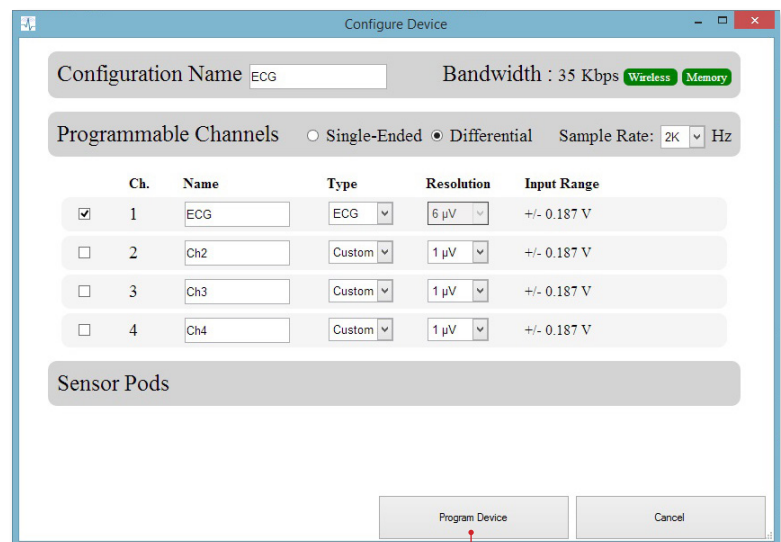 Configure Device
Configuration Name ECG Bandwidth : 35 Kbps Wireless Memory
Programmable Channels Single-Ended Differential Sample Rate: 2K Hz
Ch. Name Type Resolution Input Range
1 ECG ECG 6 µV +/- 0.187 V
2 Ch2 Custom 1 µV +/- 0.187 V
3 Ch3 Custom 1 µV +/- 0.187 V
4 Ch4 Custom 1 µV +/- 0.187 V
Sensor Pods
Program Device Cancel